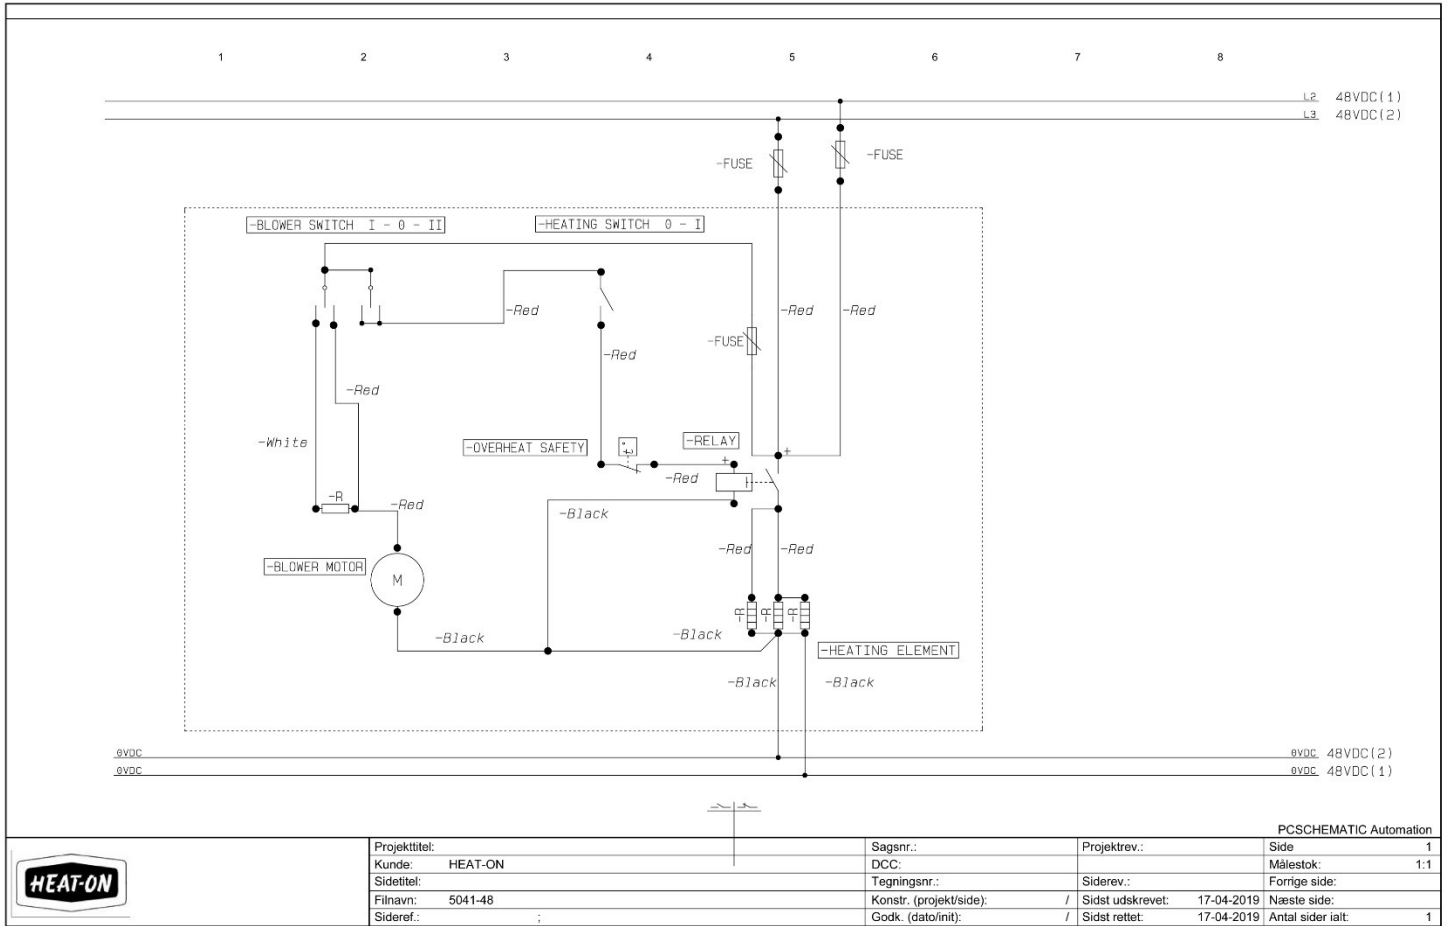 1 2 3 4 5 6 7 8
L2 48VDC(1)
L3 48VDC(2)
-FUSE -FUSE
-BLOWER SWITCH I - 0 - II -HEATING SWITCH 0 - I
-Red -Red -Red
-FUSE
-Red
-Red
-White
-OVERHEAT SAFETY t° -RELAY
+ +
-Red
-R -Red
-Black
-Red -Red
-BLOWER MOTOR M
-R -R -R
-Black -Black
-HEATING ELEMENT
-Black -Black
0VDC 0VDC 48VDC(2)
0VDC 0VDC 48VDC(1)
PCSCHEMATIC Automation
HEAT-ON
Projekttitel: Sagsnr.: Projektrev.: Side 1
Kunde: HEAT-ON DCC: Målestok: 1:1
Sidetitel: Tegningsnr.: Siderev.: Forrige side:
Filnavn: 5041-48 Konstr. (projekt/side): / Sidst udskrevet: 17-04-2019 Næste side:
Sideref.: ; Godk. (dato/init): / Sidst rettet: 17-04-2019 Antal sider ialt: 1